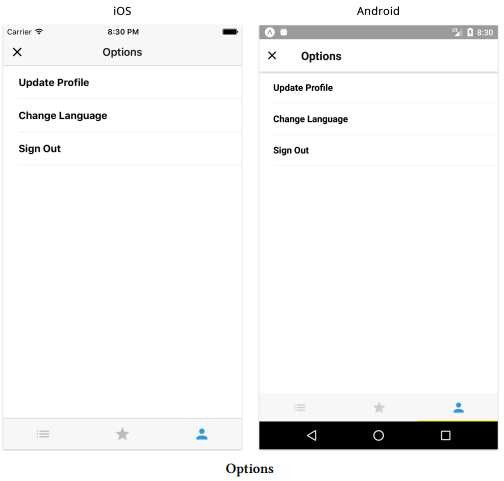 iOS
Android
Carrier
8:30 PM
8:30
Options
Options
Update Profile
Update Profile
Change Language
Change Language
Sign Out
Sign Out
Options